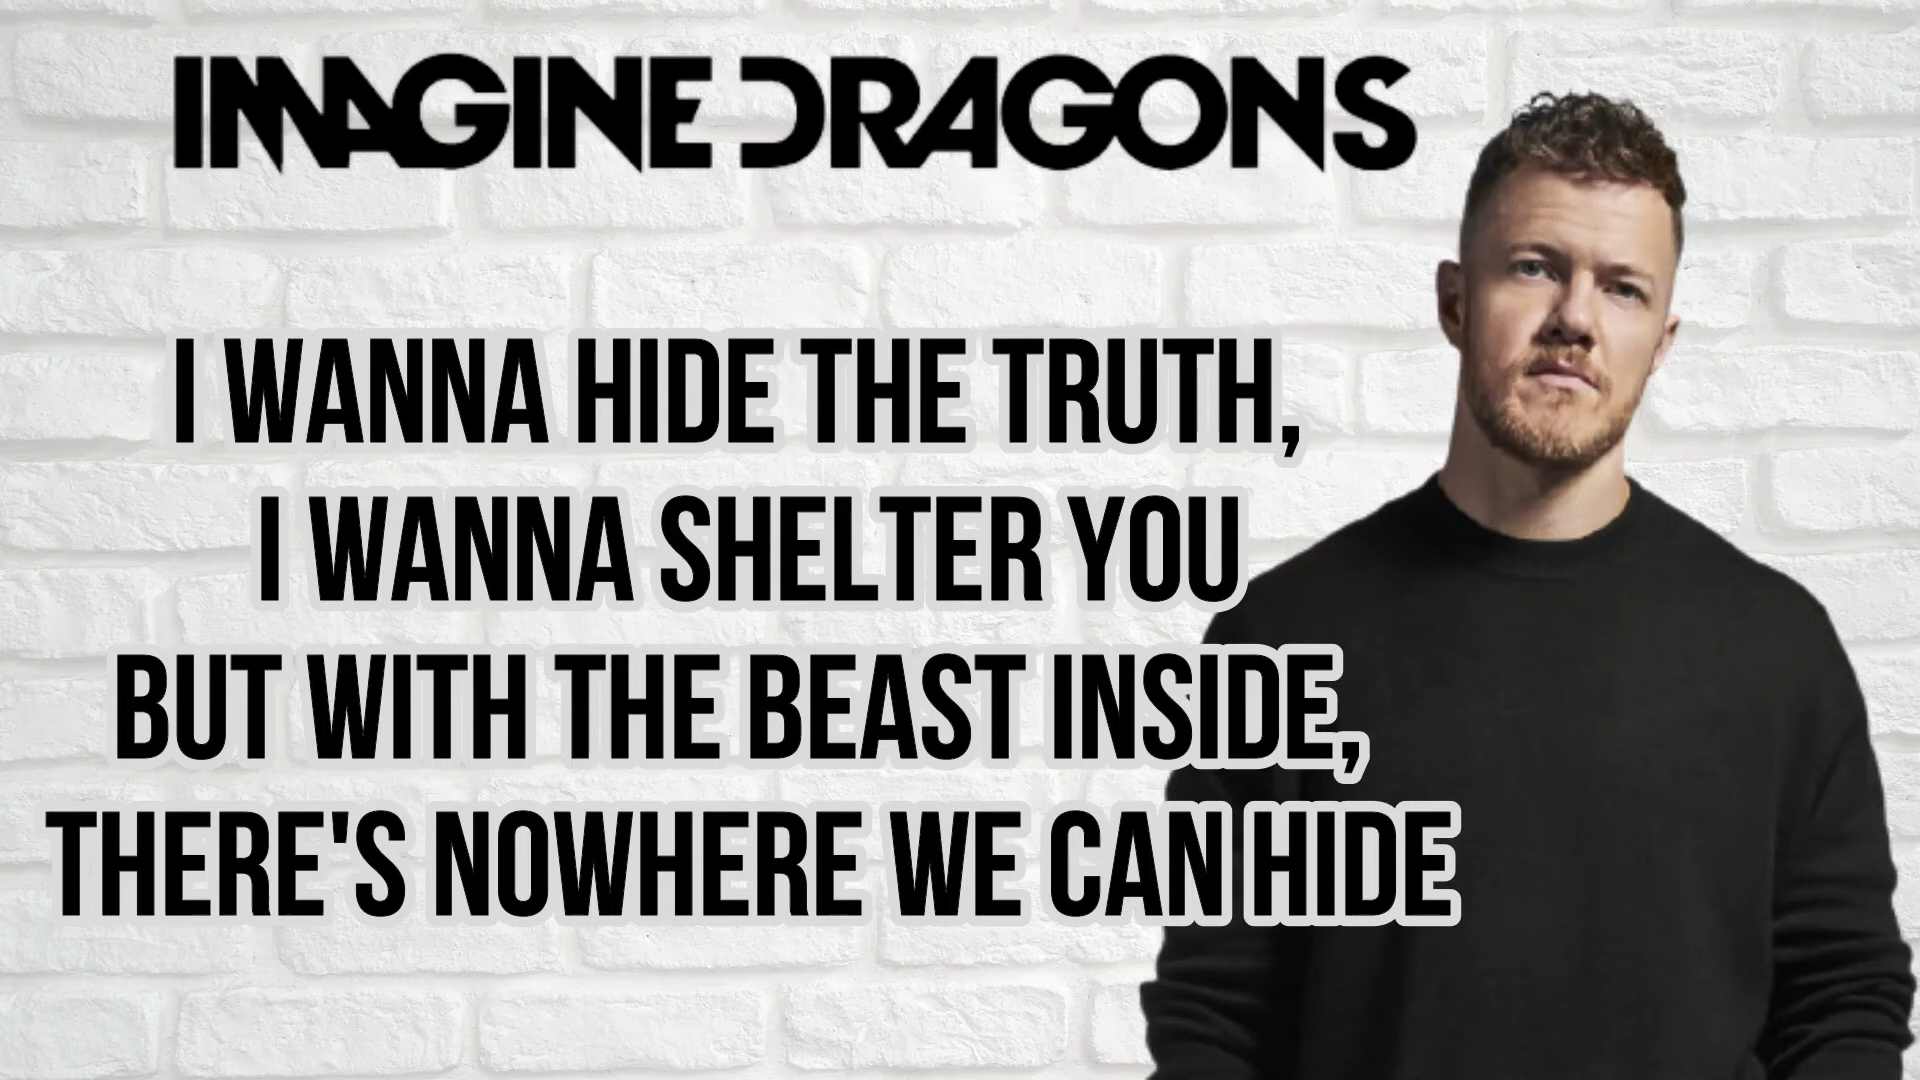 IMAGINE DRAGONS
I WANNA HIDE THE TRUTH,
I WANNA SHELTER YOU
BUT WITH THE BEAST INSIDE,
THERE'S NOWHERE WE CAN HIDE